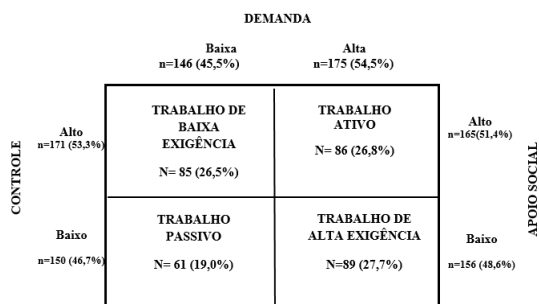 DEMANDA
Baixa
n=146 (45,5%)
Alta
n=175 (54,5%)
CONTROLE
Alto
n=171 (53,3%)
TRABALHO DE
BAIXA
EXIGÊNCIA
N= 85 (26,5%)
TRABALHO
ATIVO
N= 86 (26,8%)
Alto
n=165(51,4%)
APOIO SOCIAL
Baixo
n=150 (46,7%)
TRABALHO
PASSIVO
N= 61 (19,0%)
TRABALHO DE
ALTA EXIGÊNCIA
N=89 (27,7%)
Baixo
n=156 (48,6%)